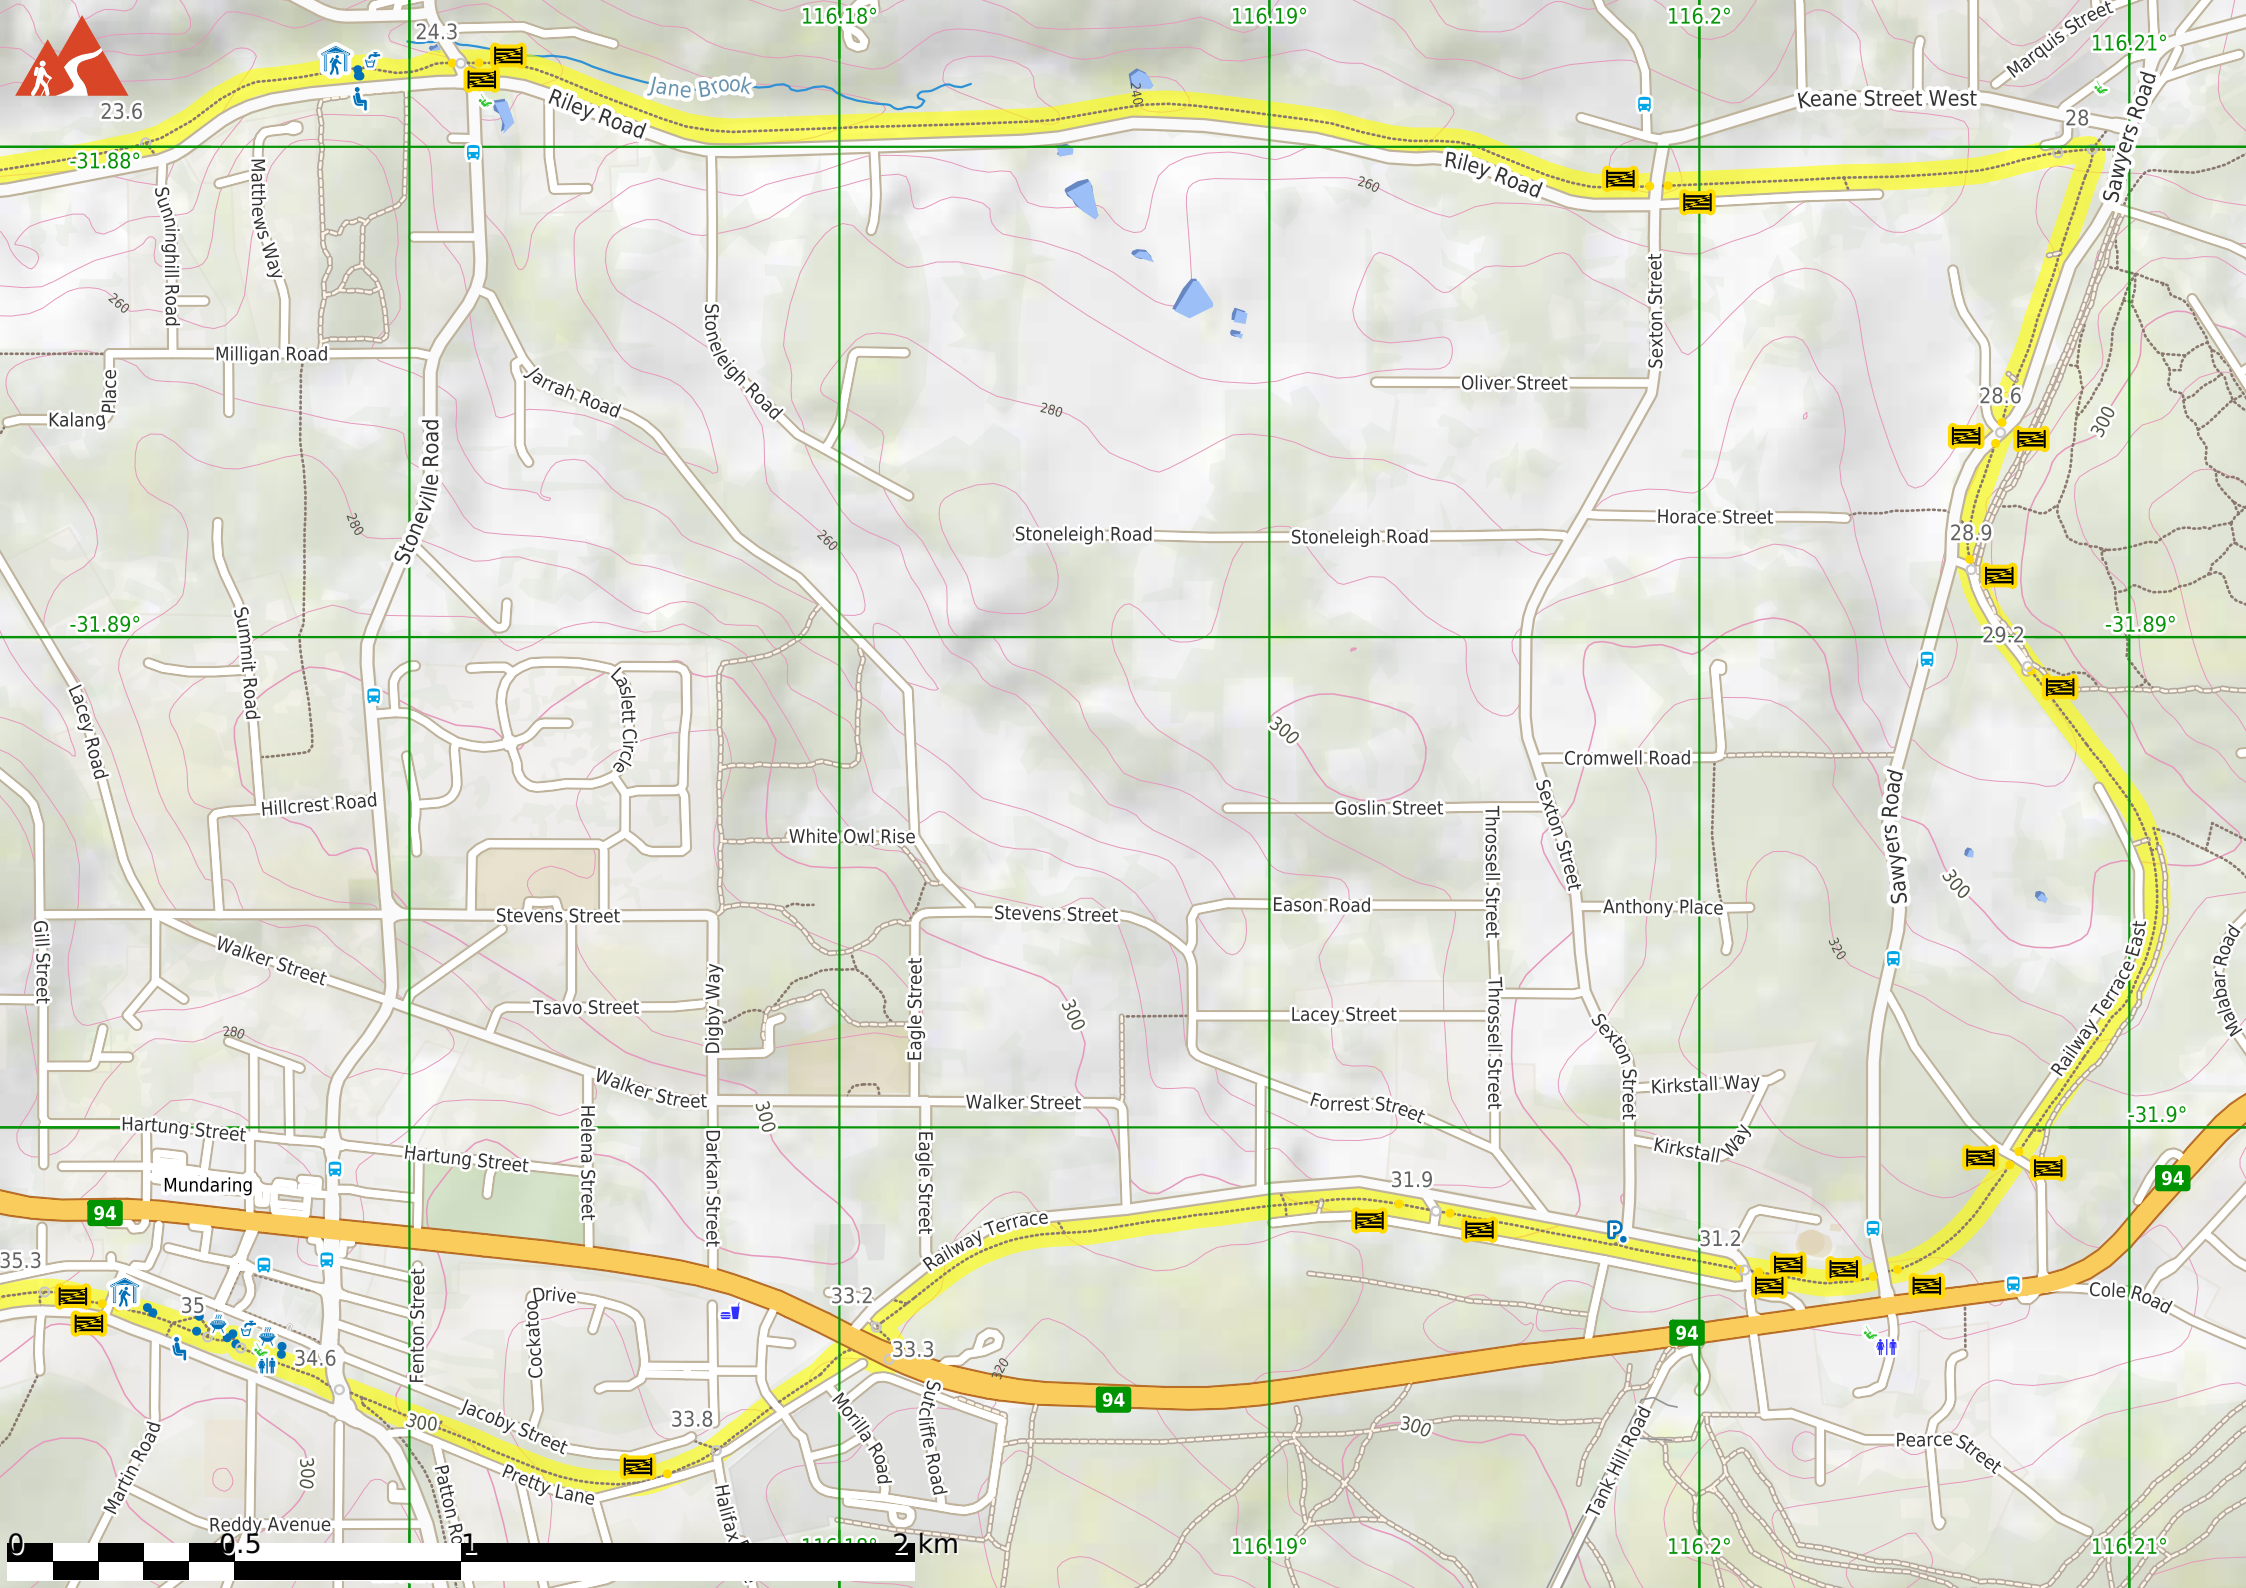 116.18°
116.19°
116.2°
116.21°
24.3
23.6
Jane Brook
Riley Road
240
Keane Street West
Marquis Street
Sawyers Road
28
-31.88°
Riley Road
260
Sunninghill Road
Matthews Way
260
Milligan Road
Kalang
Place
Stoneleigh Road
Jarrah Road
Sexton Street
Oliver Street
28.6
300
280
Stoneville Road
280
260
Stoneleigh Road
Stoneleigh Road
Horace Street
28.9
-31.89°
-31.89°
29.2
Summit Road
Lacey Road
Laslett Circle
300
Cromwell Road
Hillcrest Road
Goslin Street
Sexton Street
Throssell Street
Sawyers Road
White Owl Rise
300
Stevens Street
Stevens Street
Eason Road
Anthony Place
320
Gill Street
Walker Street
Tsavo Street
Digby Way
Eagle Street
300
Lacey Street
Throssell Street
Sexton Street
Railway Terrace East
Malabar Road
280
Walker Street
300
Walker Street
Forrest Street
Kirkstall Way
Kirkstall Way
-31.9°
Hartung Street
Hartung Street
Helena Street
Darkan Street
Eagle Street
Mundaring
94
94
31.9
P
31.2
Railway Terrace
35.3
35
34.6
Fenton Street
Drive
Cockatoo
33.2
33.3
94
94
320
Cole Road
300
Jacoby Street
Pretty Lane
33.8
Morilla Road
Sutcliffe Road
300
Tank Hill Road
Pearce Street
Martin Road
300
Patton Ro
Halifax
Reddy Avenue
0
0.5
1
2 km
116.18°
116.19°
116.2°
116.21°